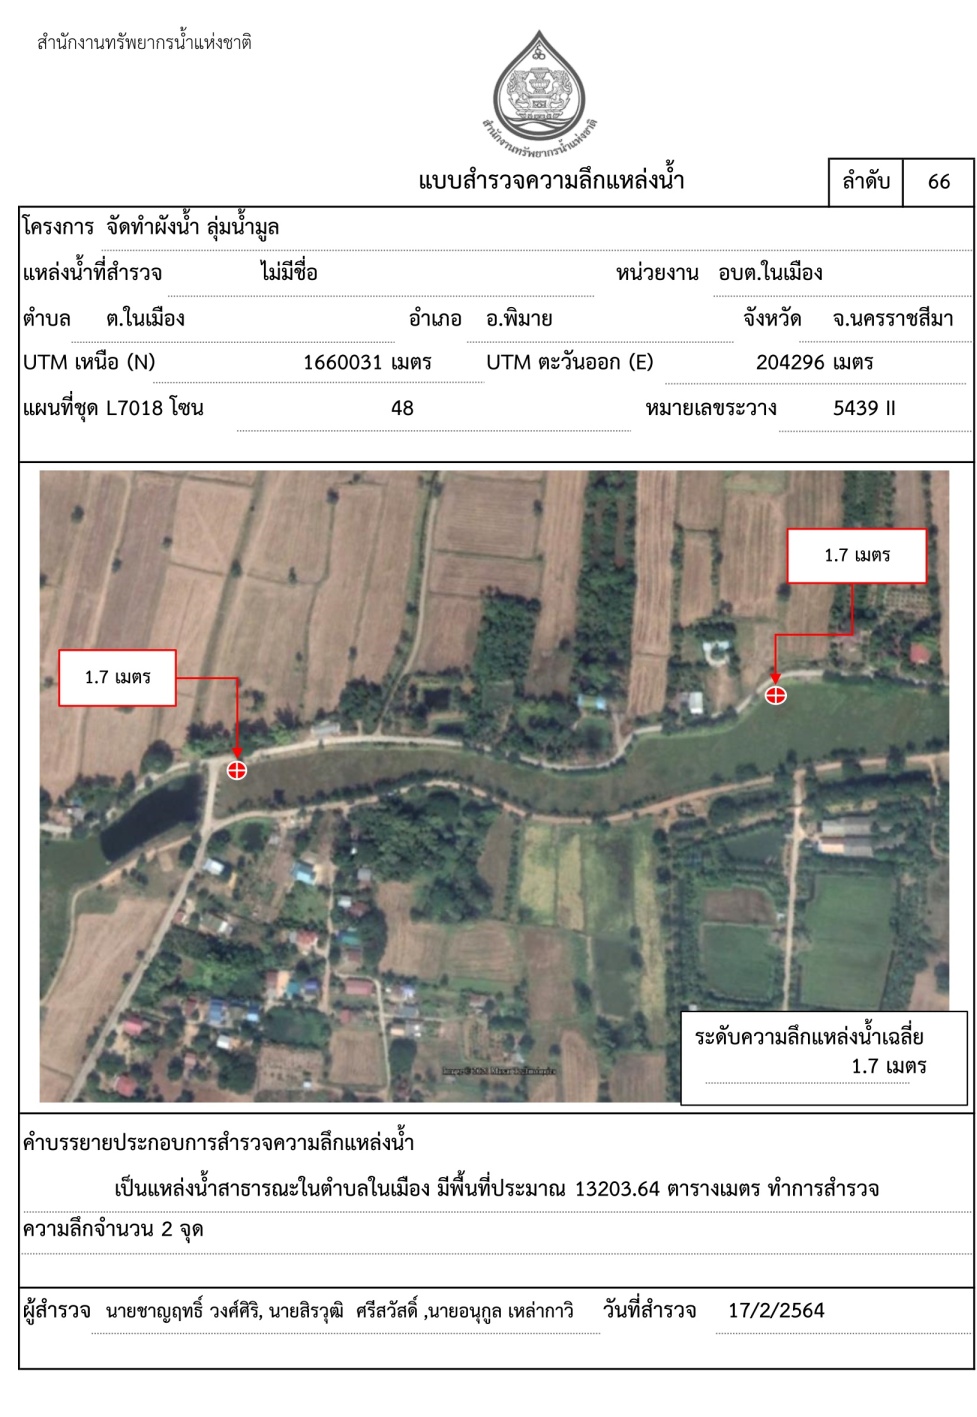 สำนักงานทรัพยากรน้ำแห่งชาติ
สำนักงานทรัพยากรน้ำแห่งชาติ
แบบสำรวจความลึกแหล่งน้ำ
ลำดับ 66
โครงการ จัดทำผังน้ำ ลุ่มน้ำมูล
แหล่งน้ำที่สำรวจ ไม่มีชื่อ หน่วยงาน อบต.ในเมือง
ตำบล ต.ในเมือง อำเภอ อ.พิมาย จังหวัด จ.นครราชสีมา
UTM เหนือ (N) 1660031 เมตร UTM ตะวันออก (E) 204296 เมตร
แผนที่ชุด L7018 โซน 48 หมายเลขระวาง 5439 II
1.7 เมตร
1.7 เมตร
ระดับความลึกแหล่งน้ำเฉลี่ย
1.7 เมตร
คำบรรยายประกอบการสำรวจความลึกแหล่งน้ำ
เป็นแหล่งน้ำสาธารณะในตำบลในเมือง มีพื้นที่ประมาณ 13203.64 ตารางเมตร ทำการสำรวจ
ความลึกจำนวน 2 จุด
ผู้สำรวจ นายชาญฤทธิ์ วงศ์ศิริ, นายสิรวุฒิ ศรีสวัสดิ์ ,นายอนุกูล เหล่ากาวิ วันที่สำรวจ 17/2/2564